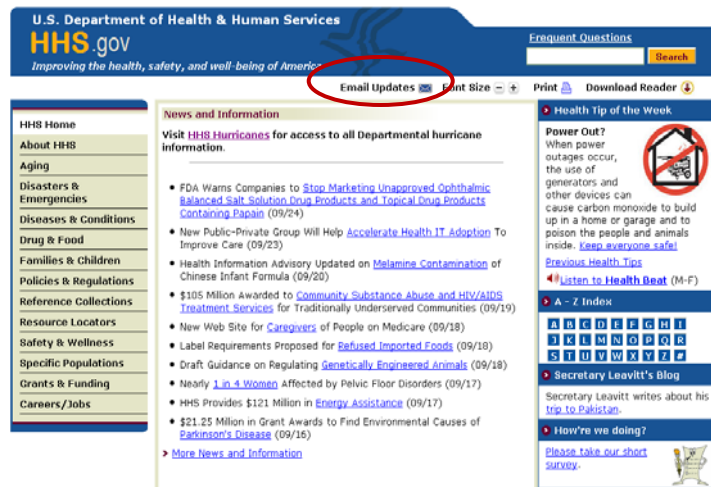 U.S. Department of Health & Human Services
HHS.gov
Improving the health, safety, and well-being of America
Frequent Questions
Search
Email Updates
Font Size - +
Print
Download Reader
HHS Home
About HHS
Aging
Disasters &
Emergencies
Diseases & Conditions
Drug & Food
Families & Children
Policies & Regulations
Reference Collections
Resource Locators
Safety & Wellness
Specific Populations
Grants & Funding
Careers/Jobs
News and Information
Visit HHS Hurricanes for access to all Departmental hurricane
information.
• FDA Warns Companies to Stop Marketing Unapproved Ophthalmic
Balanced Salt Solution Drug Products and Topical Drug Products
Containing Papain (09/24)
• New Public-Private Group Will Help Accelerate Health IT Adoption To
Improve Care (09/23)
• Health Information Advisory Updated on Melamine Contamination of
Chinese Infant Formula (09/20)
• $105 Million Awarded to Community Substance Abuse and HIV/AIDS
Treatment Services for Traditionally Underserved Communities (09/19)
• New Web Site for Caregivers of People on Medicare (09/18)
• Label Requirements Proposed for Refused Imported Foods (09/18)
• Draft Guidance on Regulating Genetically Engineered Animals (09/18)
• Nearly 1 in 4 Women Affected by Pelvic Floor Disorders (09/17)
• HHS Provides $121 Million in Energy Assistance (09/17)
• $21.25 Million in Grant Awards to Find Environmental Causes of
Parkinson's Disease (09/16)
More News and Information
Health Tip of the Week
Power Out?
When power
outages occur,
the use of
generators and
other devices can
cause carbon monoxide to build
up in a home or garage and to
poison the people and animals
inside. Keep everyone safe!
Previous Health Tips
Listen to Health Beat (M-F)
A - Z Index
A B C D E F G H I
J K L M N O P Q R
S T U V W X Y Z #
Secretary Leavitt's Blog
Secretary Leavitt writes about his
trip to Pakistan.
How're we doing?
Please take our short
survey.